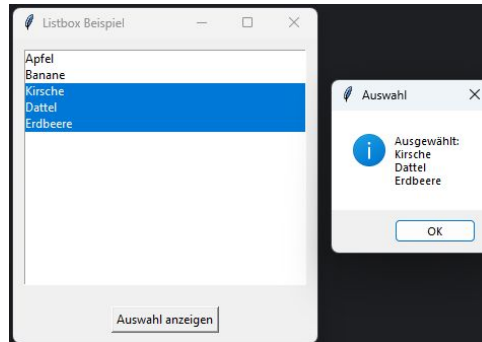 Listbox Beispiel
Apfel
Banane
Kirsche
Dattel
Erdbeere
Auswahl anzeigen
Auswahl
Ausgewählt:
Kirsche
Dattel
Erdbeere
OK